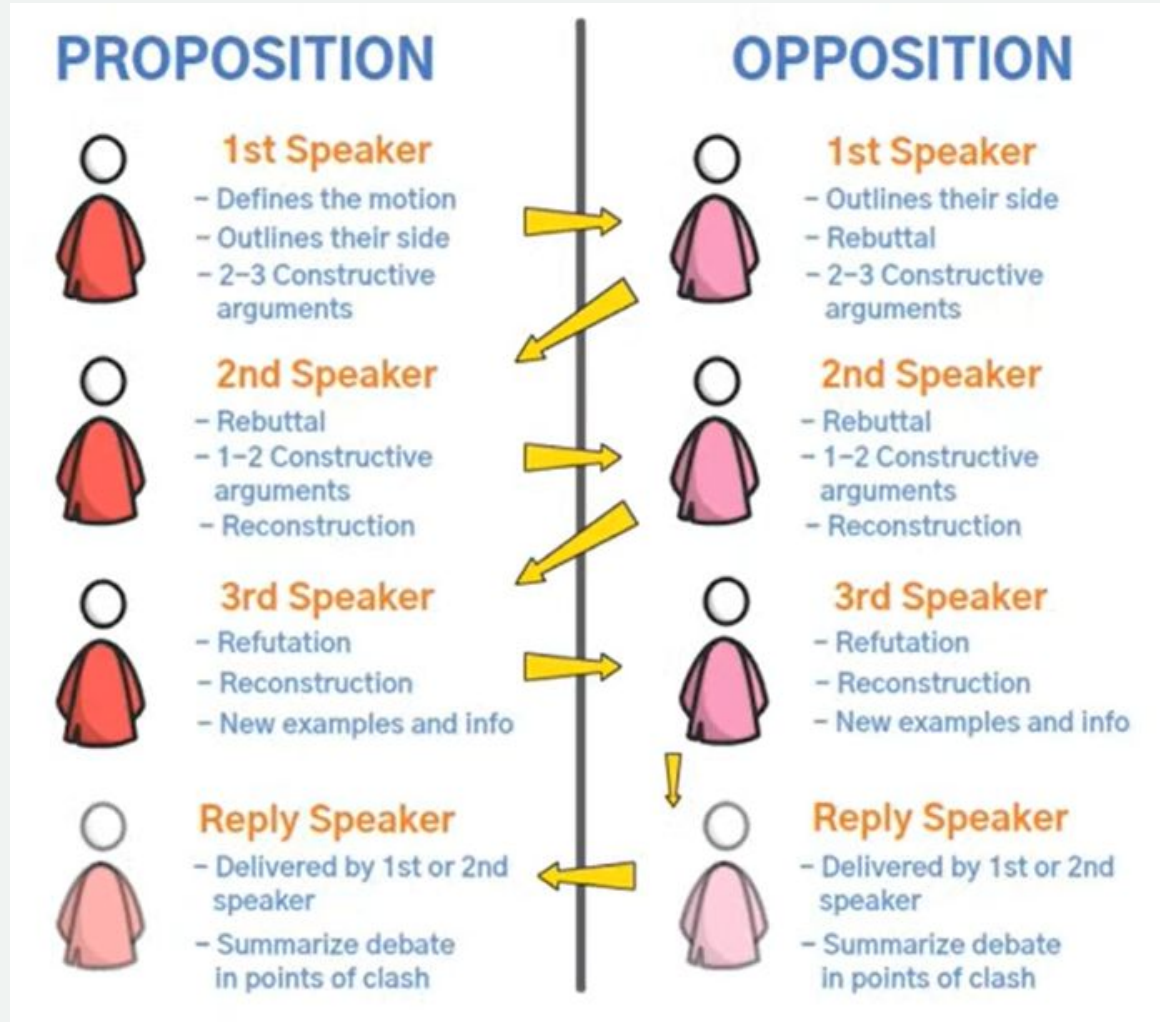 PROPOSITION
1st Speaker
- Defines the motion
- Outlines their side
- 2-3 Constructive
arguments
2nd Speaker
- Rebuttal
- 1-2 Constructive
arguments
- Reconstruction
3rd Speaker
- Refutation
- Reconstruction
- New examples and info
Reply Speaker
- Delivered by 1st or 2nd
speaker
- Summarize debate
in points of clash
OPPOSITION
1st Speaker
- Outlines their side
- Rebuttal
- 2-3 Constructive
arguments
2nd Speaker
- Rebuttal
- 1-2 Constructive
arguments
- Reconstruction
3rd Speaker
- Refutation
- Reconstruction
- New examples and info
Reply Speaker
- Delivered by 1st or 2nd
speaker
- Summarize debate
in points of clash